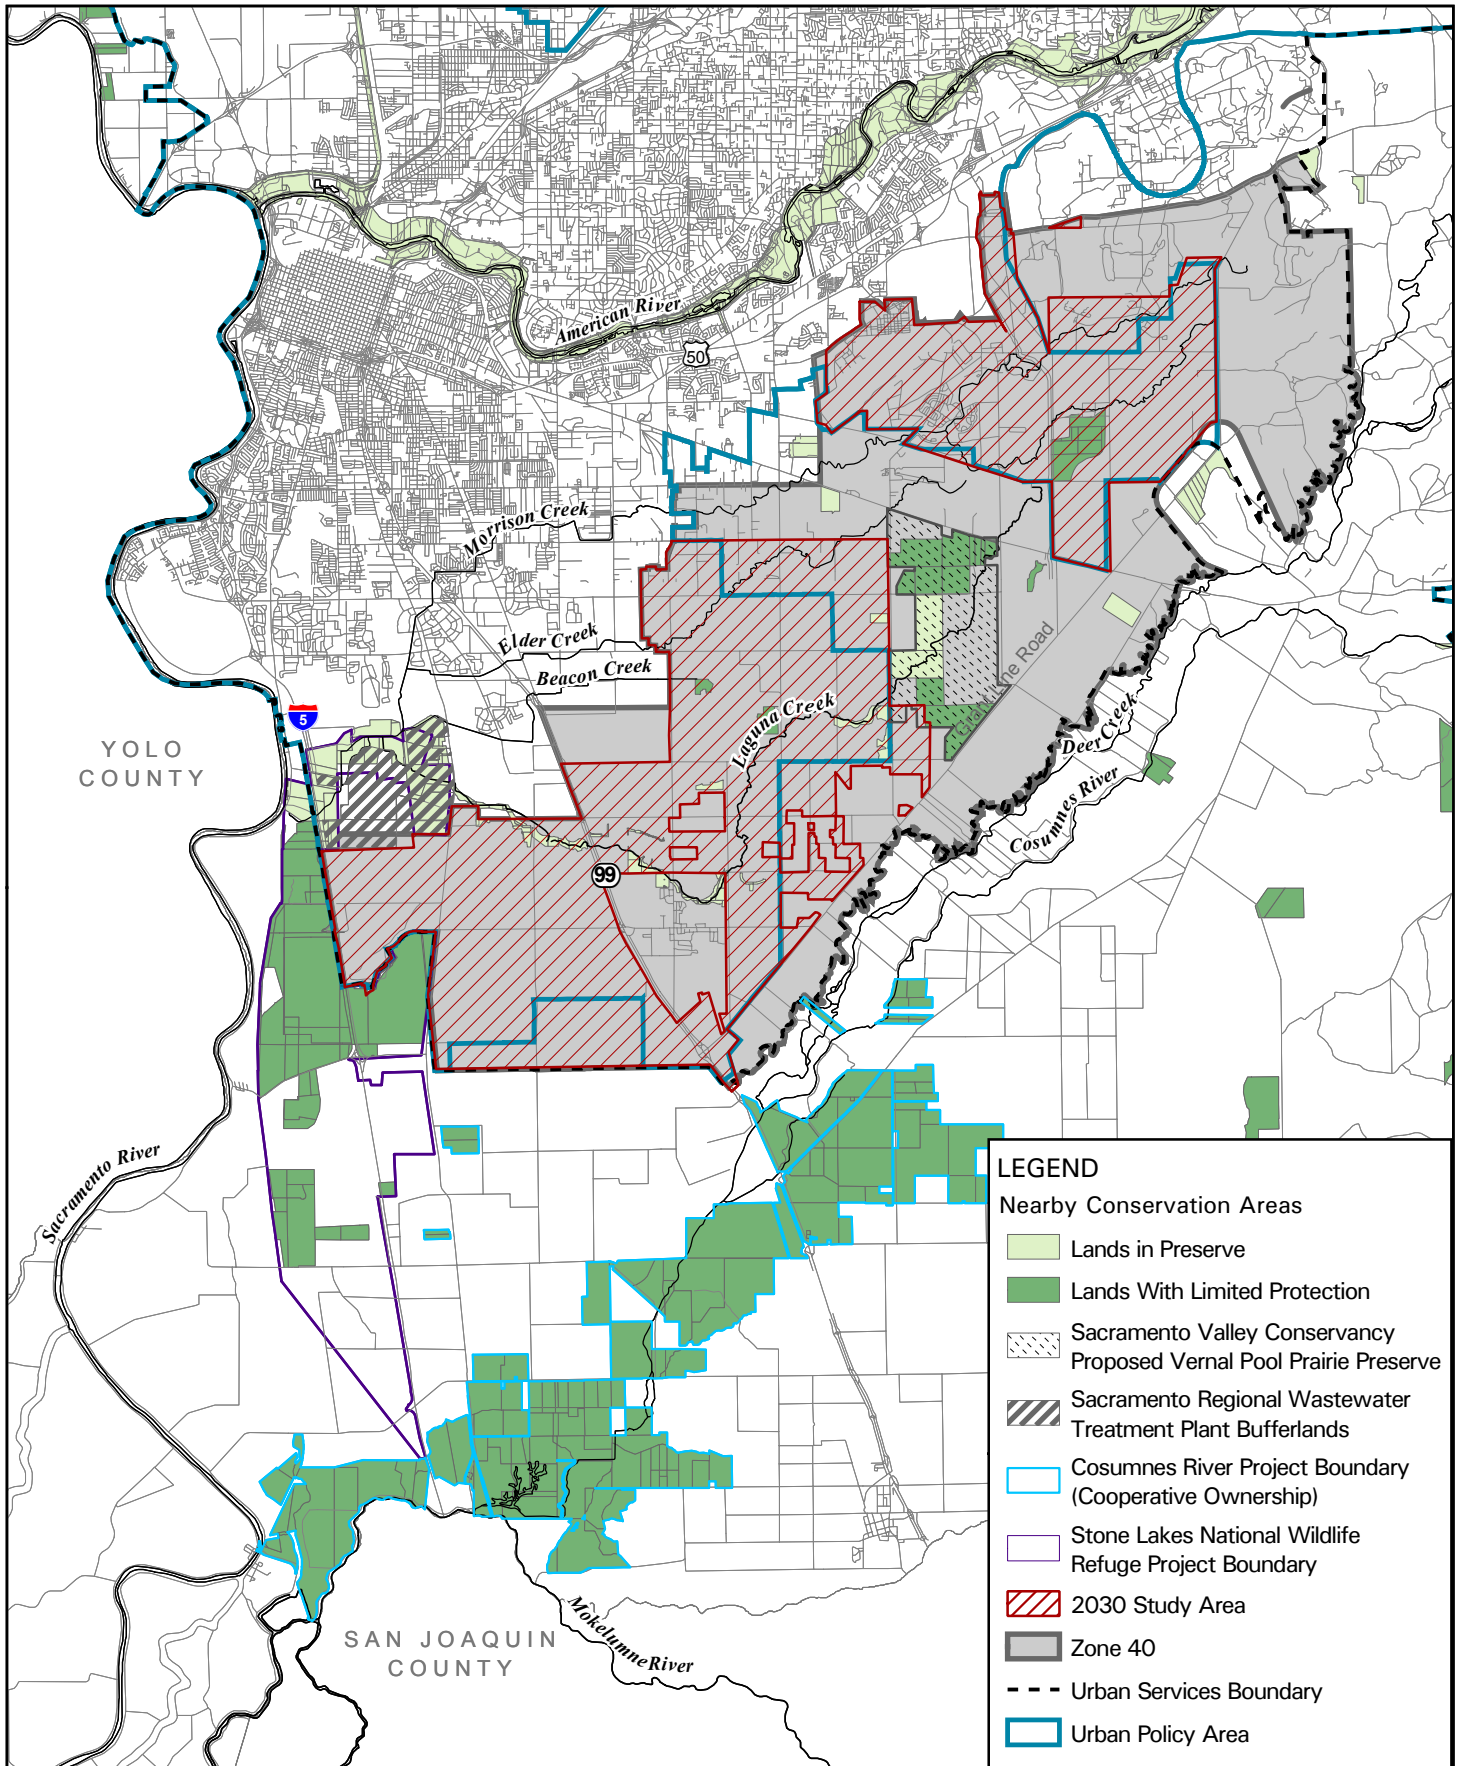 American River
50
Morrison Creek
Elder Creek
Beacon Creek
Laguna Creek
Grant Line Road
Deer Creek
Cosumnes River
5
YOLO
COUNTY
99
Sacramento River
SAN JOAQUIN
COUNTY
Mokelumne River
LEGEND
Nearby Conservation Areas
Lands in Preserve
Lands With Limited Protection
Sacramento Valley Conservancy
Proposed Vernal Pool Prairie Preserve
Sacramento Regional Wastewater
Treatment Plant Bufferlands
Cosumnes River Project Boundary
(Cooperative Ownership)
Stone Lakes National Wildlife
Refuge Project Boundary
2030 Study Area
Zone 40
Urban Services Boundary
Urban Policy Area